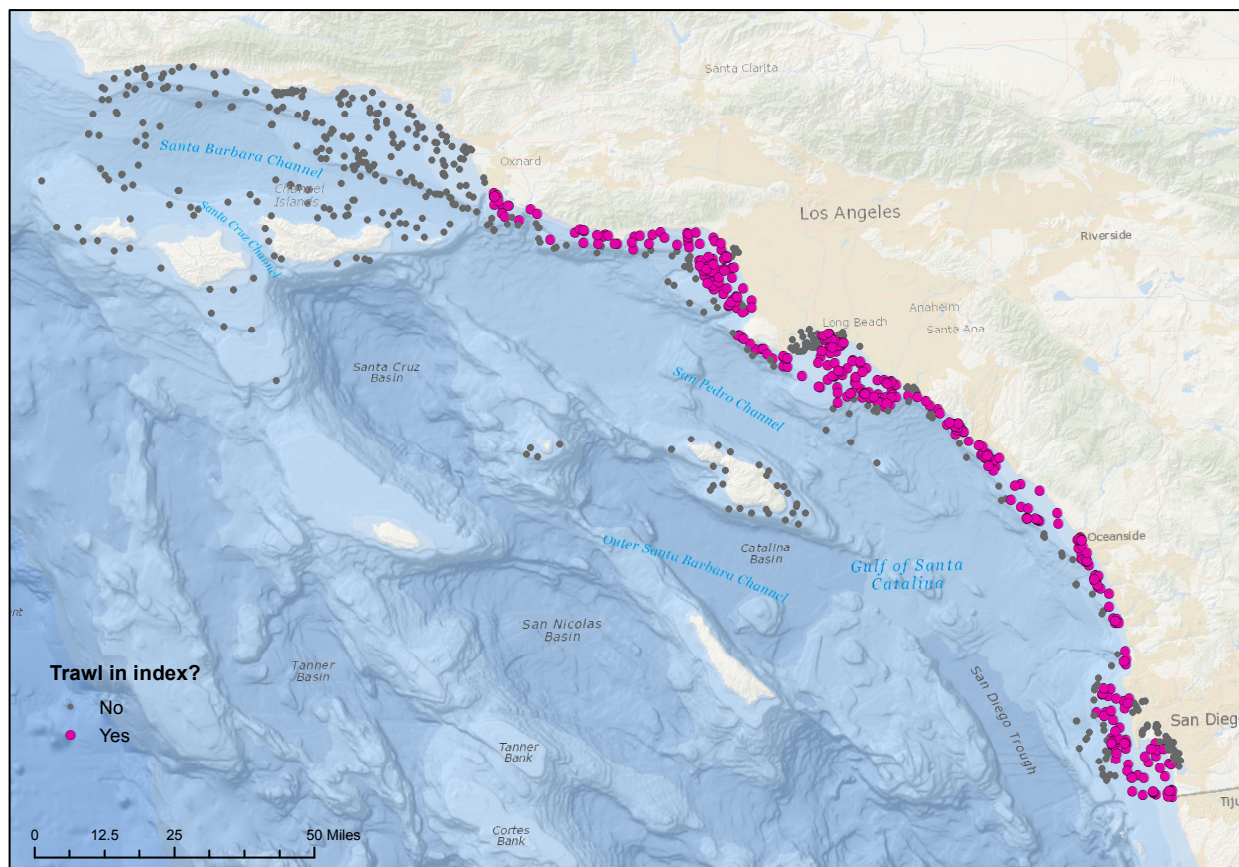 Santa Clarita
Santa Barbara Channel
Oxnard
Channel
Islands
Santa Cruz Channel
Los Angeles
Riverside
Anaheim
Long Beach
Santa Ana
Santa Cruz
Basin
San Pedro Channel
Outer Santa Barbara Channel
Catalina
Basin
Gulf of Santa
Catalina
Oceanside
nt
San Nicolas
Basin
Trawl in index?
No
Yes
Tanner
Basin
San Diego Trough
San Dieg
Tanner
Bank
Tiju
Cortes
Bank
0 12.5 25 50 Miles